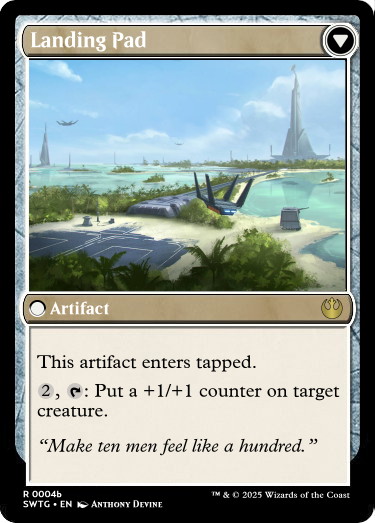 Landing Pad
Artifact
This artifact enters tapped.
2, : Put a +1/+1 counter on target
creature.
“Make ten men feel like a hundred.”
R 0004b
SWTG • EN Anthony Devine
™ & © 2025 Wizards of the Coast